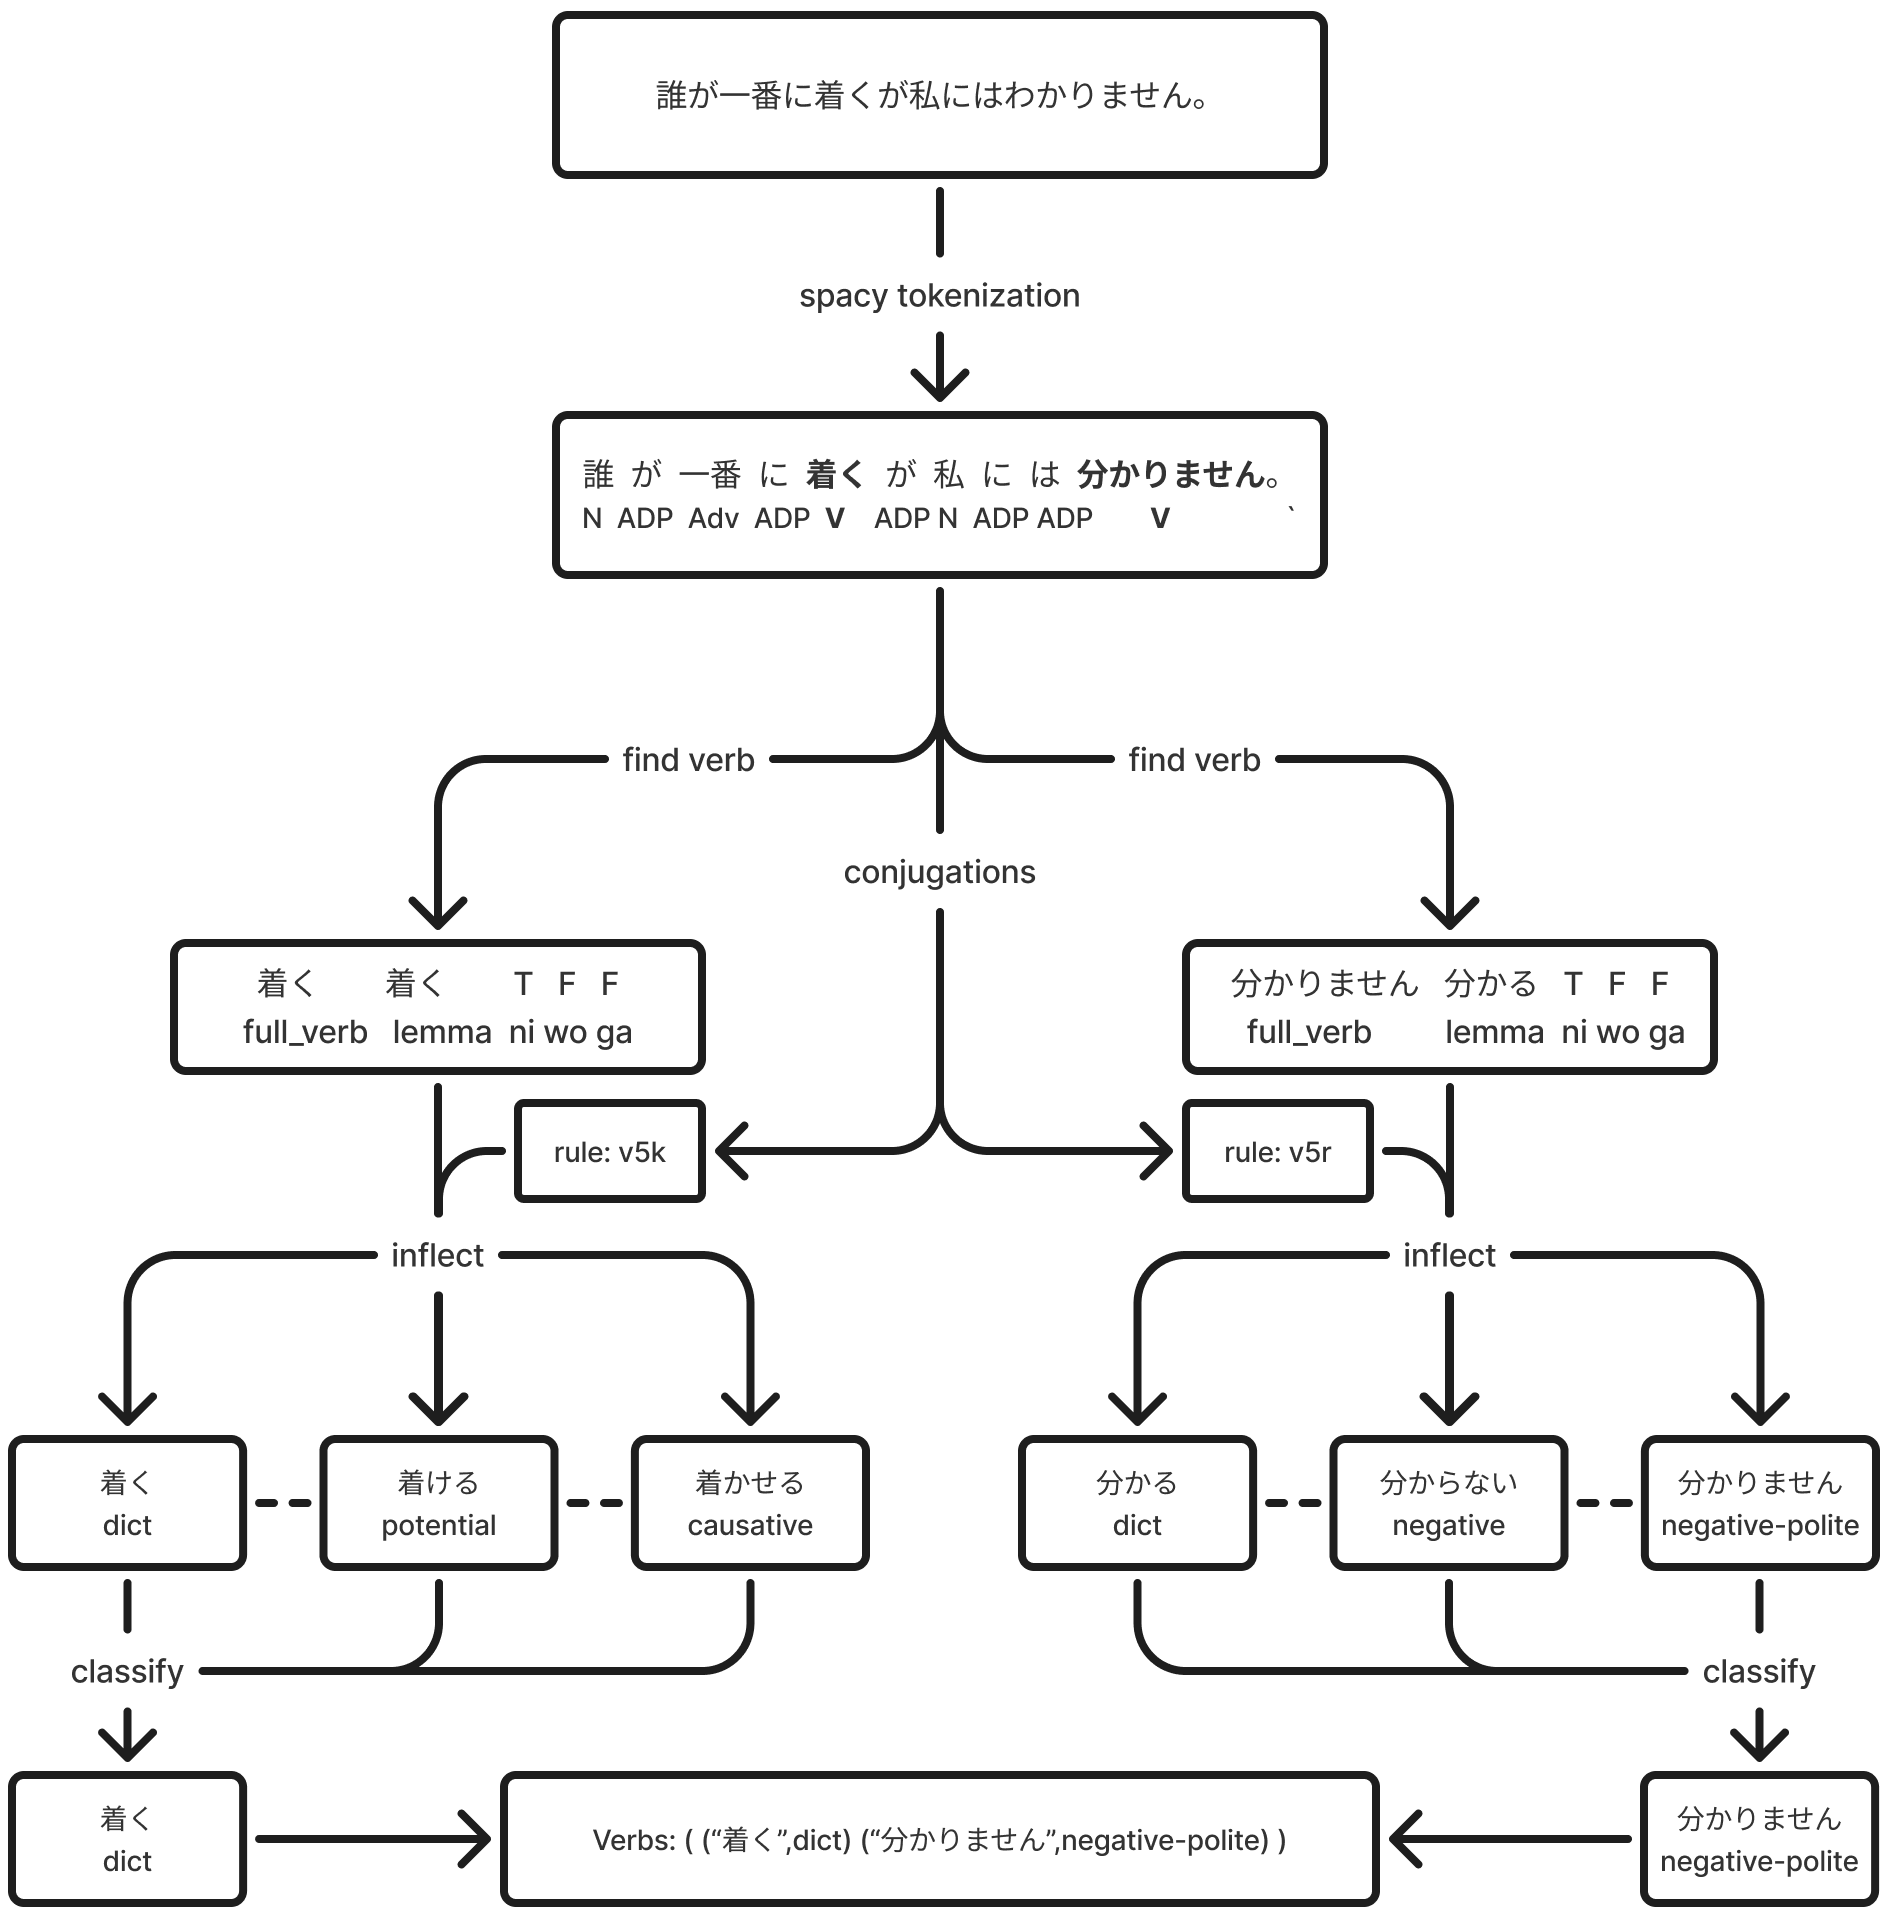 誰が一番に着くが私にはわかりません。
spacy tokenization
誰 が 一番 に 着く が 私 に は 分かりません。
N ADP Adv ADP V ADP N ADP ADP V `
find verb
find verb
conjugations
着く 着く T F F
full_verb lemma ni wo ga
分かりません 分かる T F F
full_verb lemma ni wo ga
rule: v5k
rule: v5r
inflect
inflect
着く
dict
着ける
potential
着かせる
causative
分かる
dict
分からない
negative
分かりません
negative-polite
classify
classify
着く
dict
Verbs: ( (“着く”,dict) (“分かりません”,negative-polite) )
分かりません
negative-polite